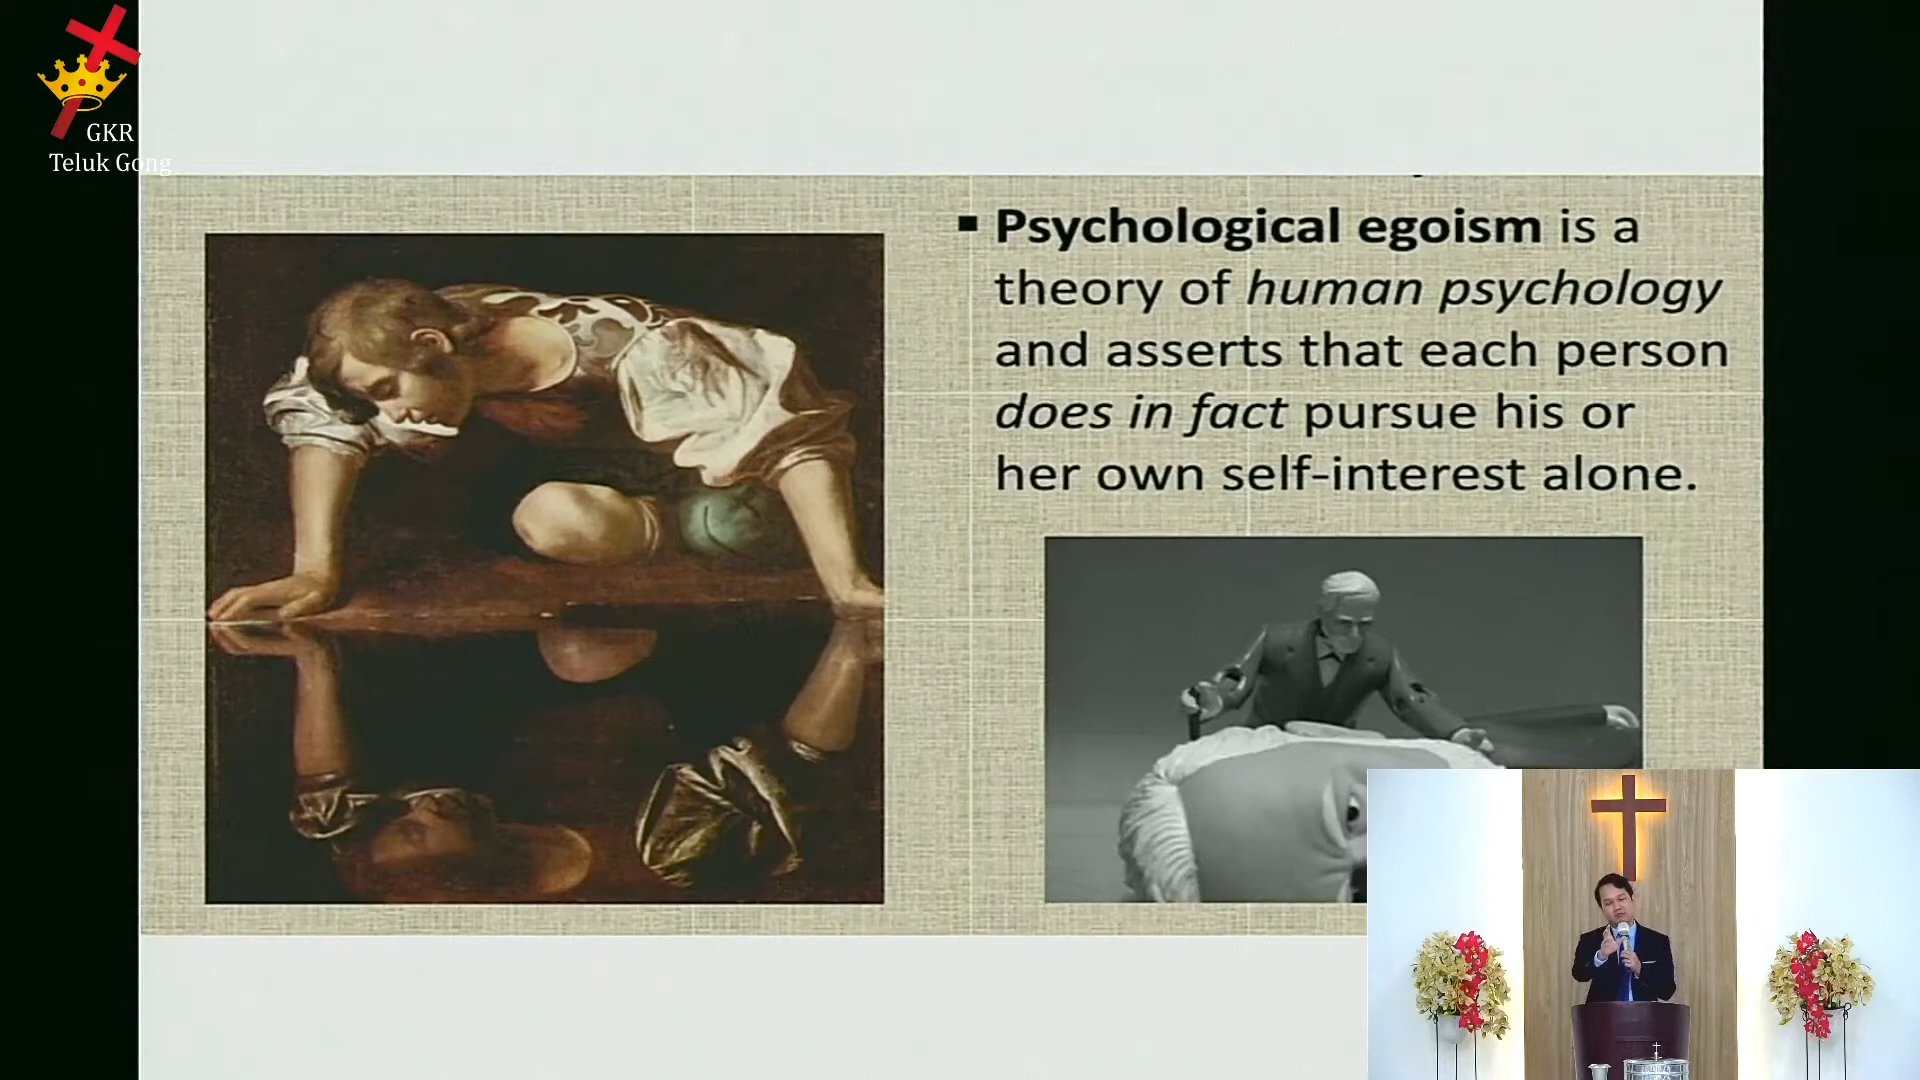 GKR
Teluk Gong
▪ Psychological egoism is a
theory of human psychology
and asserts that each person
does in fact pursue his or
her own self-interest alone.